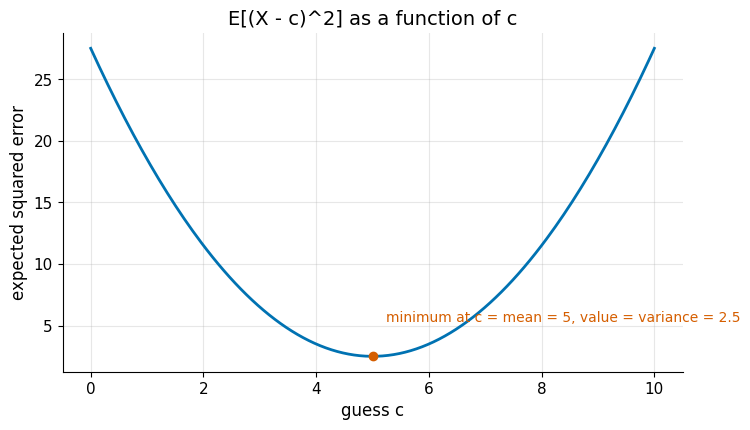 E[(X - c)^2] as a function of c
expected squared error
25
20
15
10
5
minimum at c = mean = 5, value = variance = 2.5
0 2 4 6 8 10
guess c